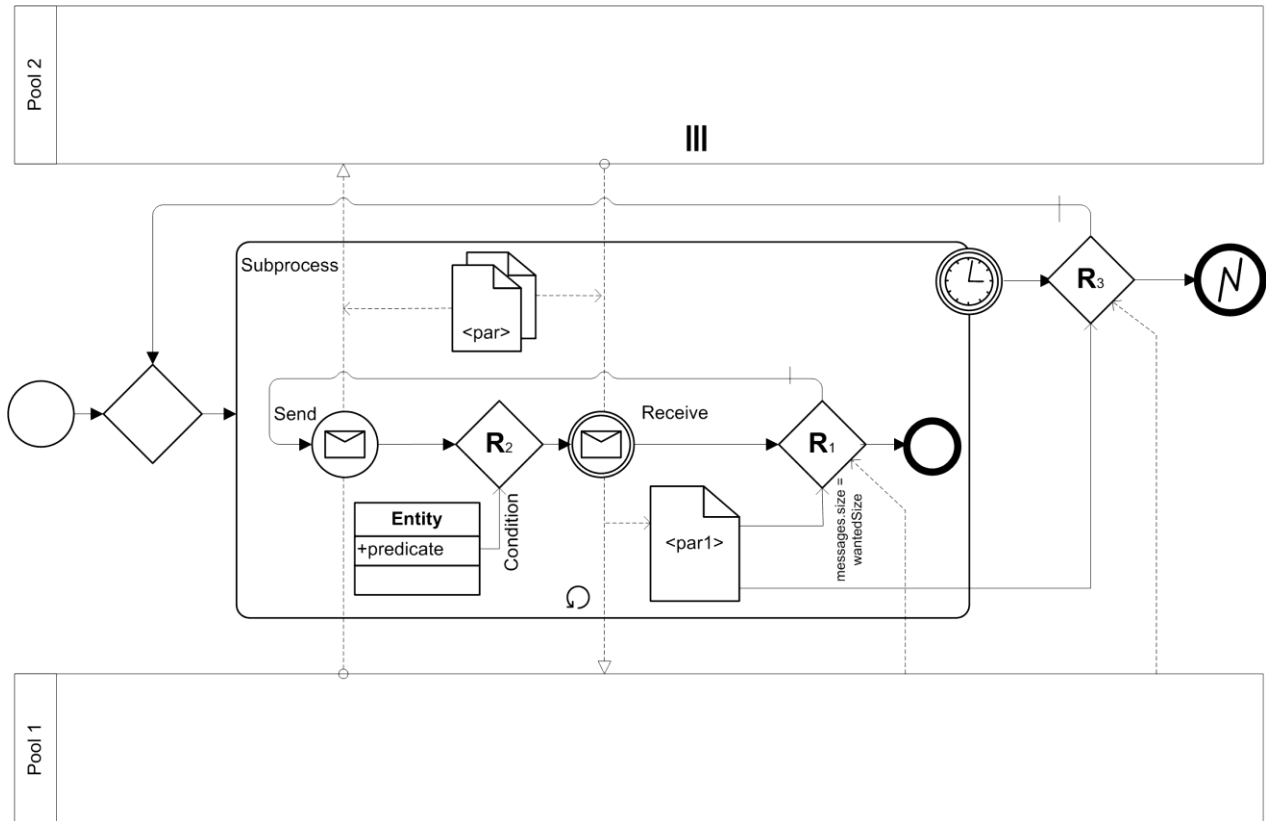 Pool 2
Subprocess
<par>
R3
Send
Receive
R2
R1
Entity
+predicate
Condition
<par1>
messages.size =
wantedSize
Pool 1